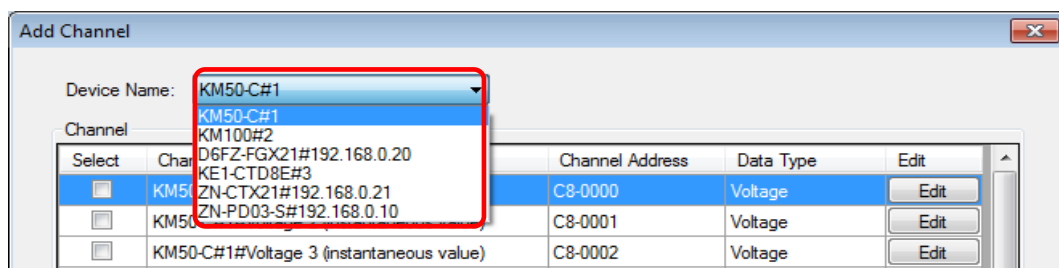 Add Channel
Device Name: KM50-C#1
KM50-C#1
KM100#2
D6FZ-FGX21#192.168.0.20
KE1-CTD8E#3
ZN-CTX21#192.168.0.21
ZN-PD03-S#192.168.0.10
Channel
Select Channel Address Data Type Edit
C8-0000 Voltage Edit
C8-0001 Voltage Edit
KM50-C#1#Voltage 3 (instantaneous value) C8-0002 Voltage Edit